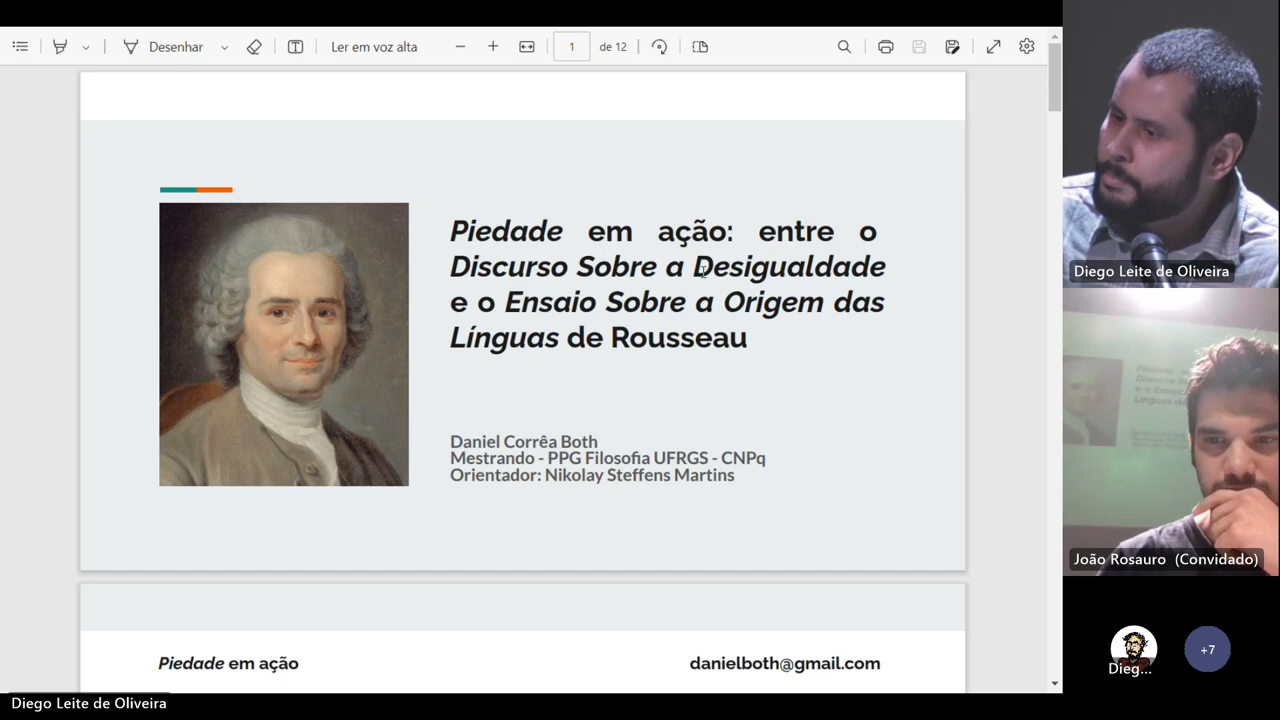 Desenhar
Ler em voz alta
1
de 12
Piedade em ação: entre o
Discurso Sobre a Desigualdade
e o Ensaio Sobre a Origem das
Línguas de Rousseau
Daniel Corrêa Both
Mestrando - PPG Filosofia UFRGS - CNPq
Orientador: Nikolay Steffens Martins
Piedade em ação
danielboth@gmail.com
Diego Leite de Oliveira
João Rosauro (Convidado)
Dieg...
+7
Diego Leite de Oliveira